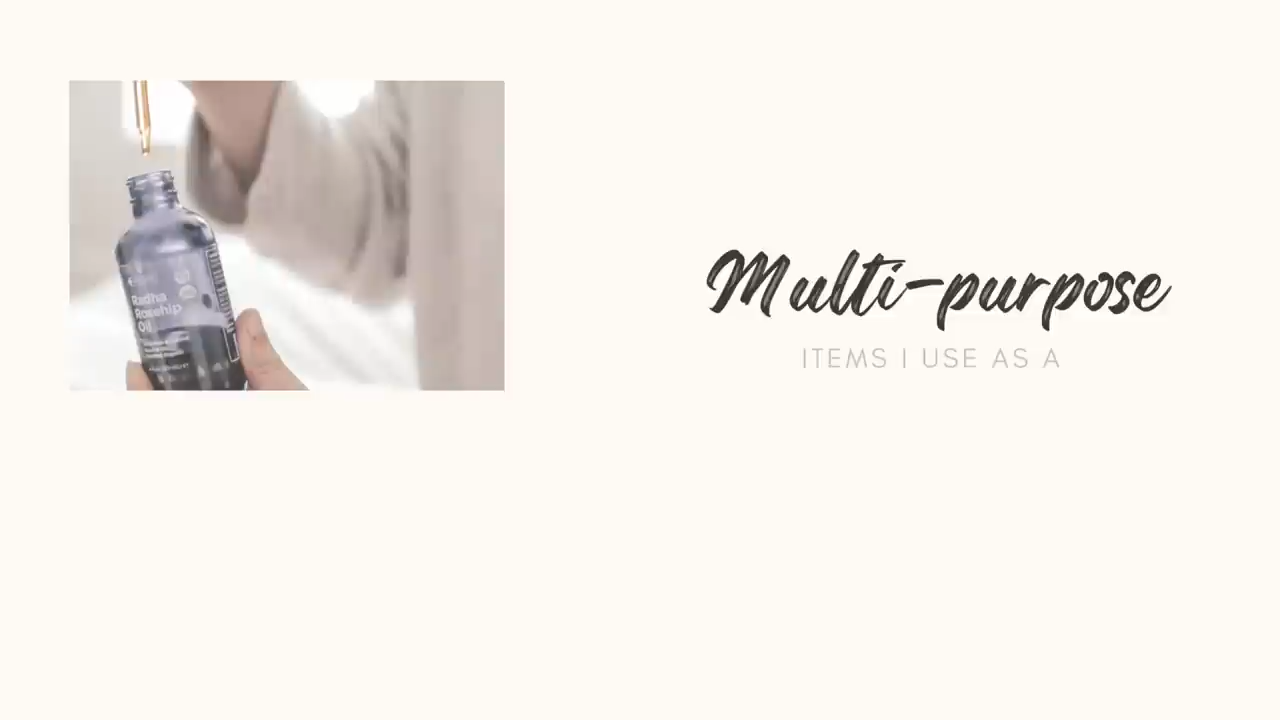 Radha
Rosehip
Oil
Multi-purpose
ITEMS I USE AS A